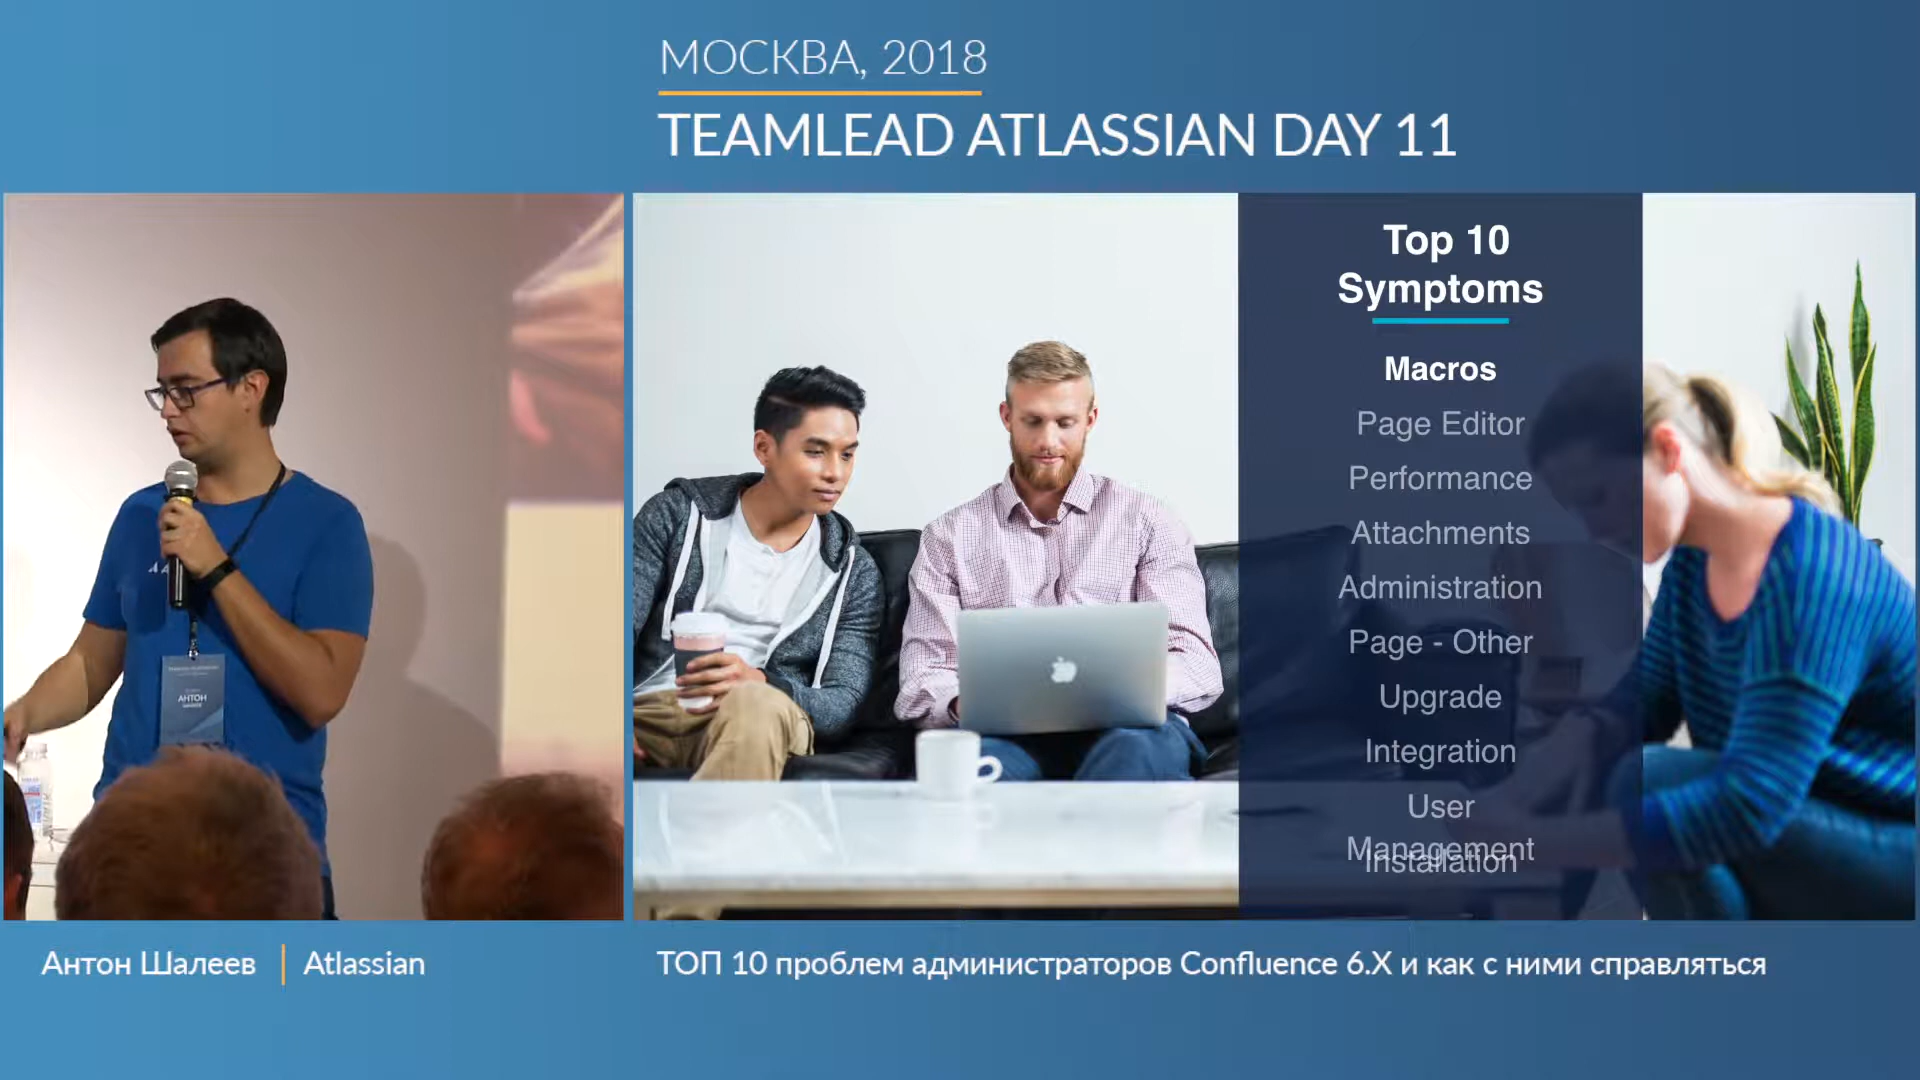 МОСКВА, 2018
TEAMLEAD ATLASSIAN DAY 11
Top 10
Symptoms
Macros
Page Editor
Performance
Attachments
Administration
Page - Other
Upgrade
Integration
User
Management
Installation
АНТОН
Антон Шалеев
Atlassian
ТОП 10 проблем администраторов Confluence 6.X и как с ними справляться